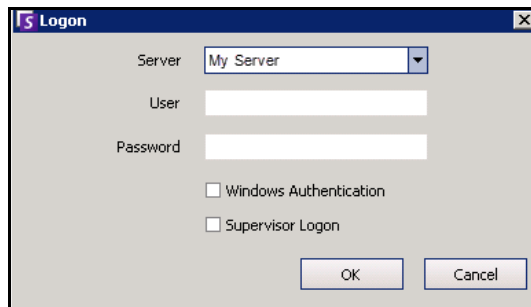 S Logon
Server My Server
User
Password
Windows Authentication
Supervisor Logon
OK Cancel